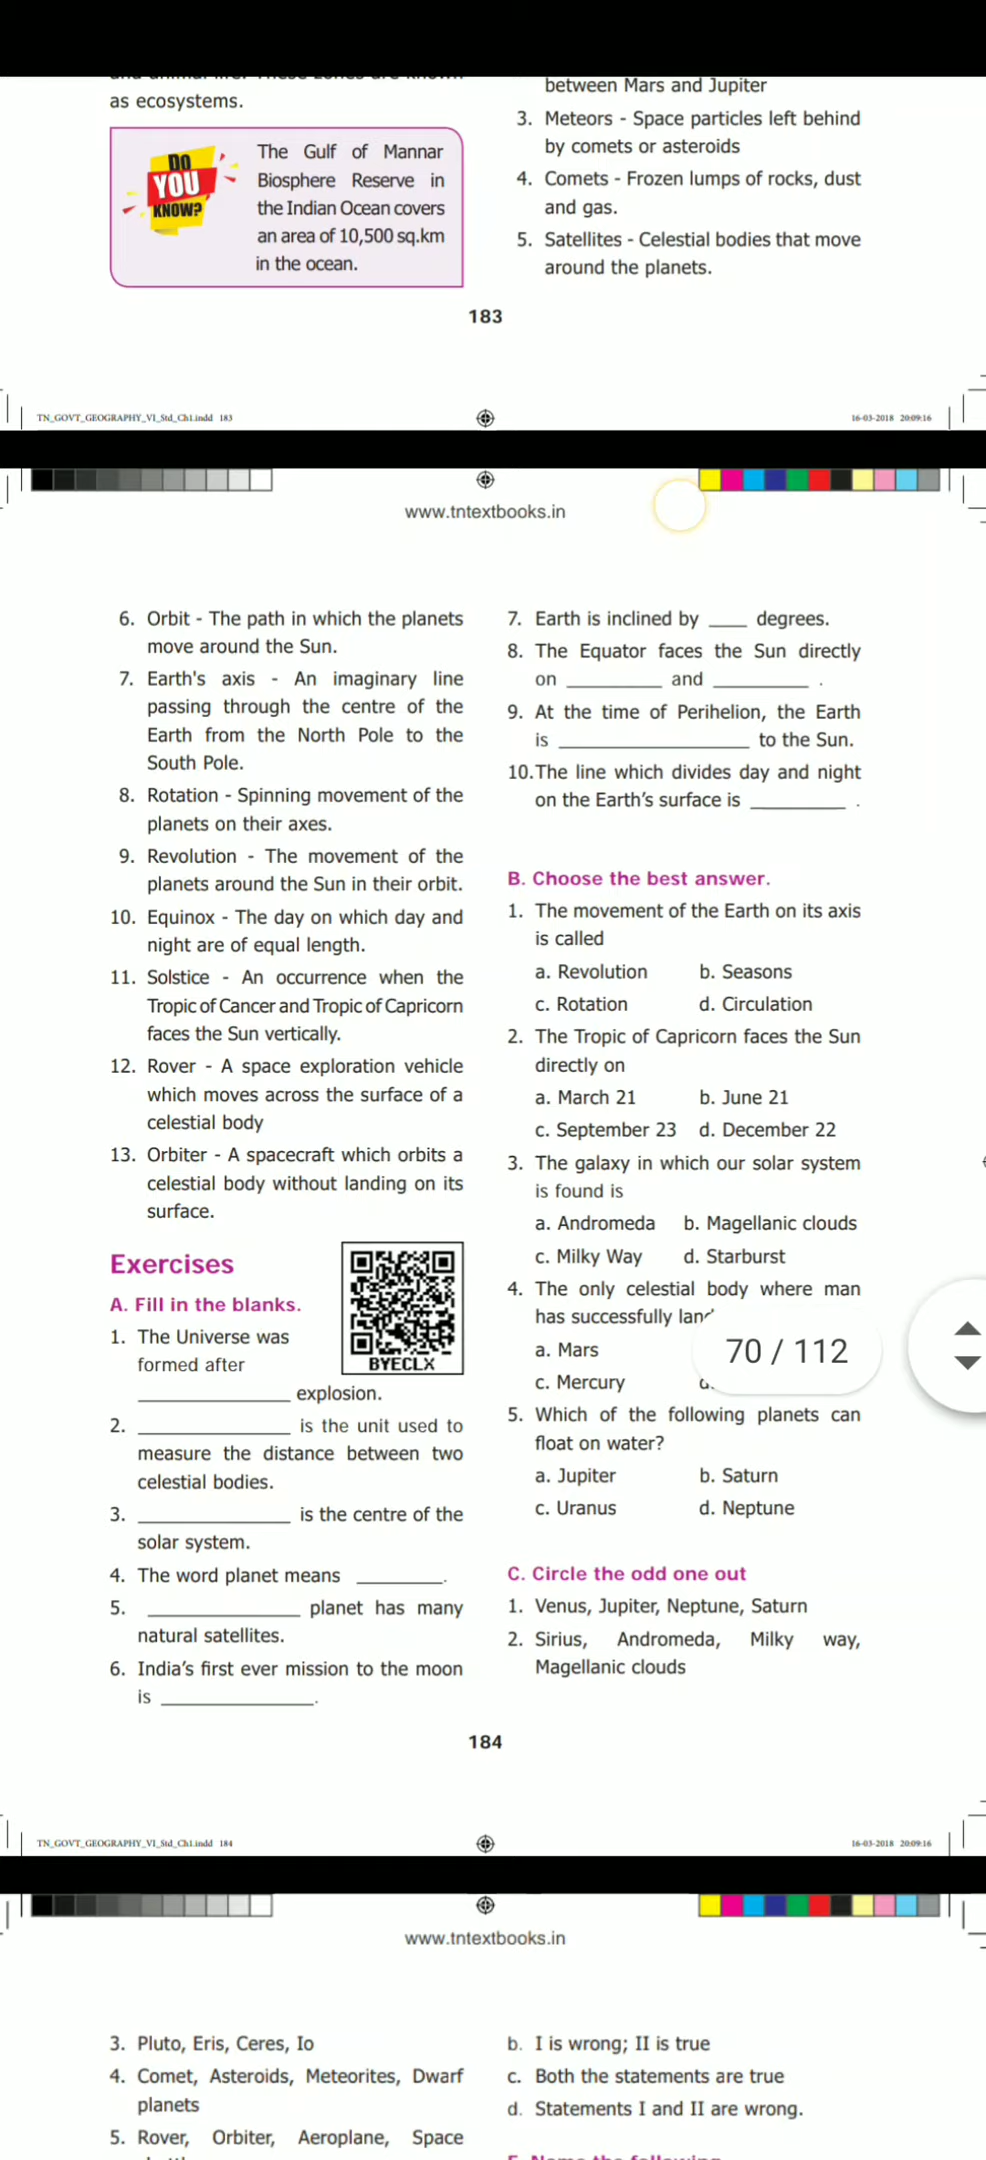 as ecosystems.
DO
YOU
KNOW?
The Gulf of Mannar
Biosphere Reserve in
the Indian Ocean covers
an area of 10,500 sq.km
in the ocean.
between Mars and Jupiter
3. Meteors - Space particles left behind
by comets or asteroids
4. Comets - Frozen lumps of rocks, dust
and gas.
5. Satellites - Celestial bodies that move
around the planets.
183
TN_GOVT_GEOGRAPHY_VI_Std_Ch1.indd 183
16-03-2018 20:09:16
www.tntextbooks.in
6. Orbit - The path in which the planets
move around the Sun.
7. Earth's axis - An imaginary line
passing through the centre of the
Earth from the North Pole to the
South Pole.
8. Rotation - Spinning movement of the
planets on their axes.
9. Revolution - The movement of the
planets around the Sun in their orbit.
10. Equinox - The day on which day and
night are of equal length.
11. Solstice - An occurrence when the
Tropic of Cancer and Tropic of Capricorn
faces the Sun vertically.
12. Rover - A space exploration vehicle
which moves across the surface of a
celestial body
13. Orbiter - A spacecraft which orbits a
celestial body without landing on its
surface.
Exercises
BYECLX
A. Fill in the blanks.
1. The Universe was
formed after
______________ explosion.
2. ______________ is the unit used to
measure the distance between two
celestial bodies.
3. ______________ is the centre of the
solar system.
4. The word planet means ________.
5. ______________ planet has many
natural satellites.
6. India's first ever mission to the moon
is ______________.
7. Earth is inclined by ____ degrees.
8. The Equator faces the Sun directly
on _________ and _________ .
9. At the time of Perihelion, the Earth
is __________________ to the Sun.
10.The line which divides day and night
on the Earth's surface is _________ .
B. Choose the best answer.
1. The movement of the Earth on its axis
is called
a. Revolution b. Seasons
c. Rotation d. Circulation
2. The Tropic of Capricorn faces the Sun
directly on
a. March 21 b. June 21
c. September 23 d. December 22
3. The galaxy in which our solar system
is found is
a. Andromeda b. Magellanic clouds
c. Milky Way d. Starburst
4. The only celestial body where man
has successfully
a. Mars
70 / 112
c. Mercury
5. Which of the following planets can
float on water?
a. Jupiter b. Saturn
c. Uranus d. Neptune
C. Circle the odd one out
1. Venus, Jupiter, Neptune, Saturn
2. Sirius, Andromeda, Milky way,
Magellanic clouds
184
TN_GOVT_GEOGRAPHY_VI_Std_Ch1.indd 184
16-03-2018 20:09:16
www.tntextbooks.in
3. Pluto, Eris, Ceres, Io
4. Comet, Asteroids, Meteorites, Dwarf
planets
5. Rover, Orbiter, Aeroplane, Space
b. I is wrong; II is true
c. Both the statements are true
d. Statements I and II are wrong.